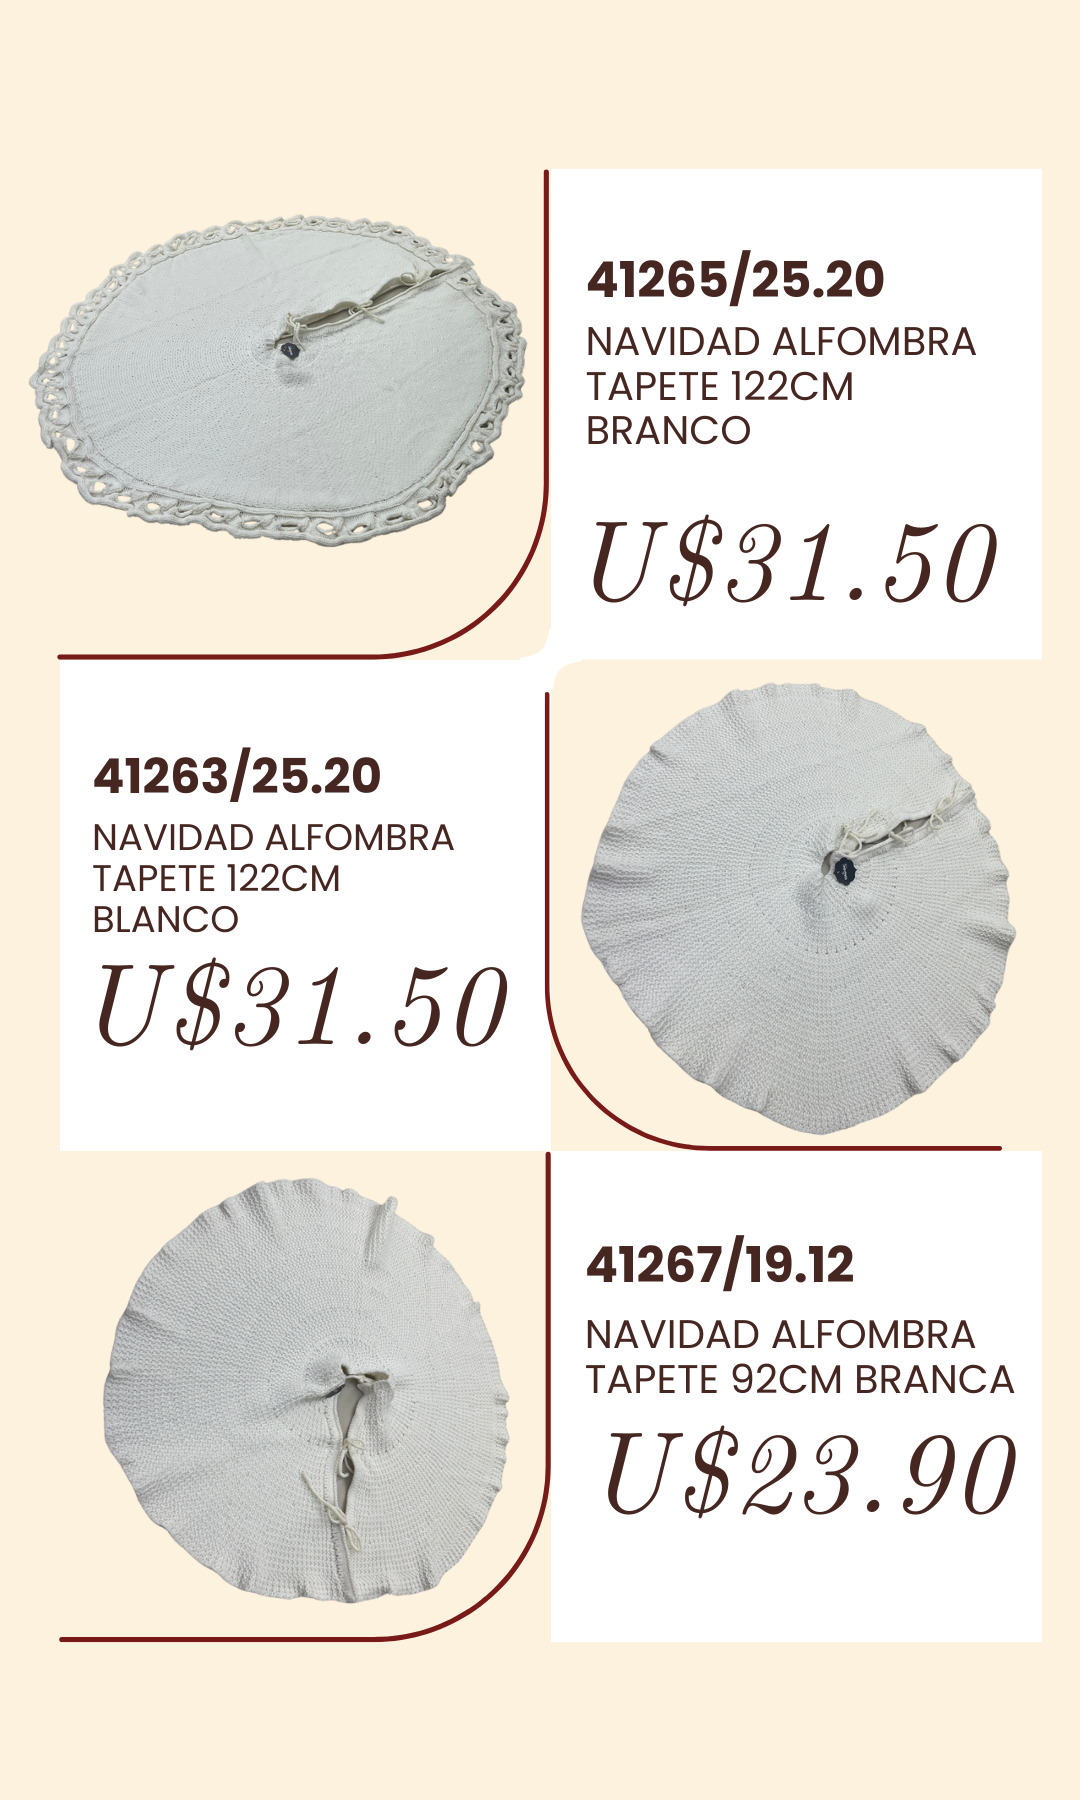 41265/25.20
NAVIDAD ALFOMBRA
TAPETE 122CM
BRANCO
U$31.50
41263/25.20
NAVIDAD ALFOMBRA
TAPETE 122CM
BLANCO
U$31.50
41267/19.12
NAVIDAD ALFOMBRA
TAPETE 92CM BRANCA
U$23.90